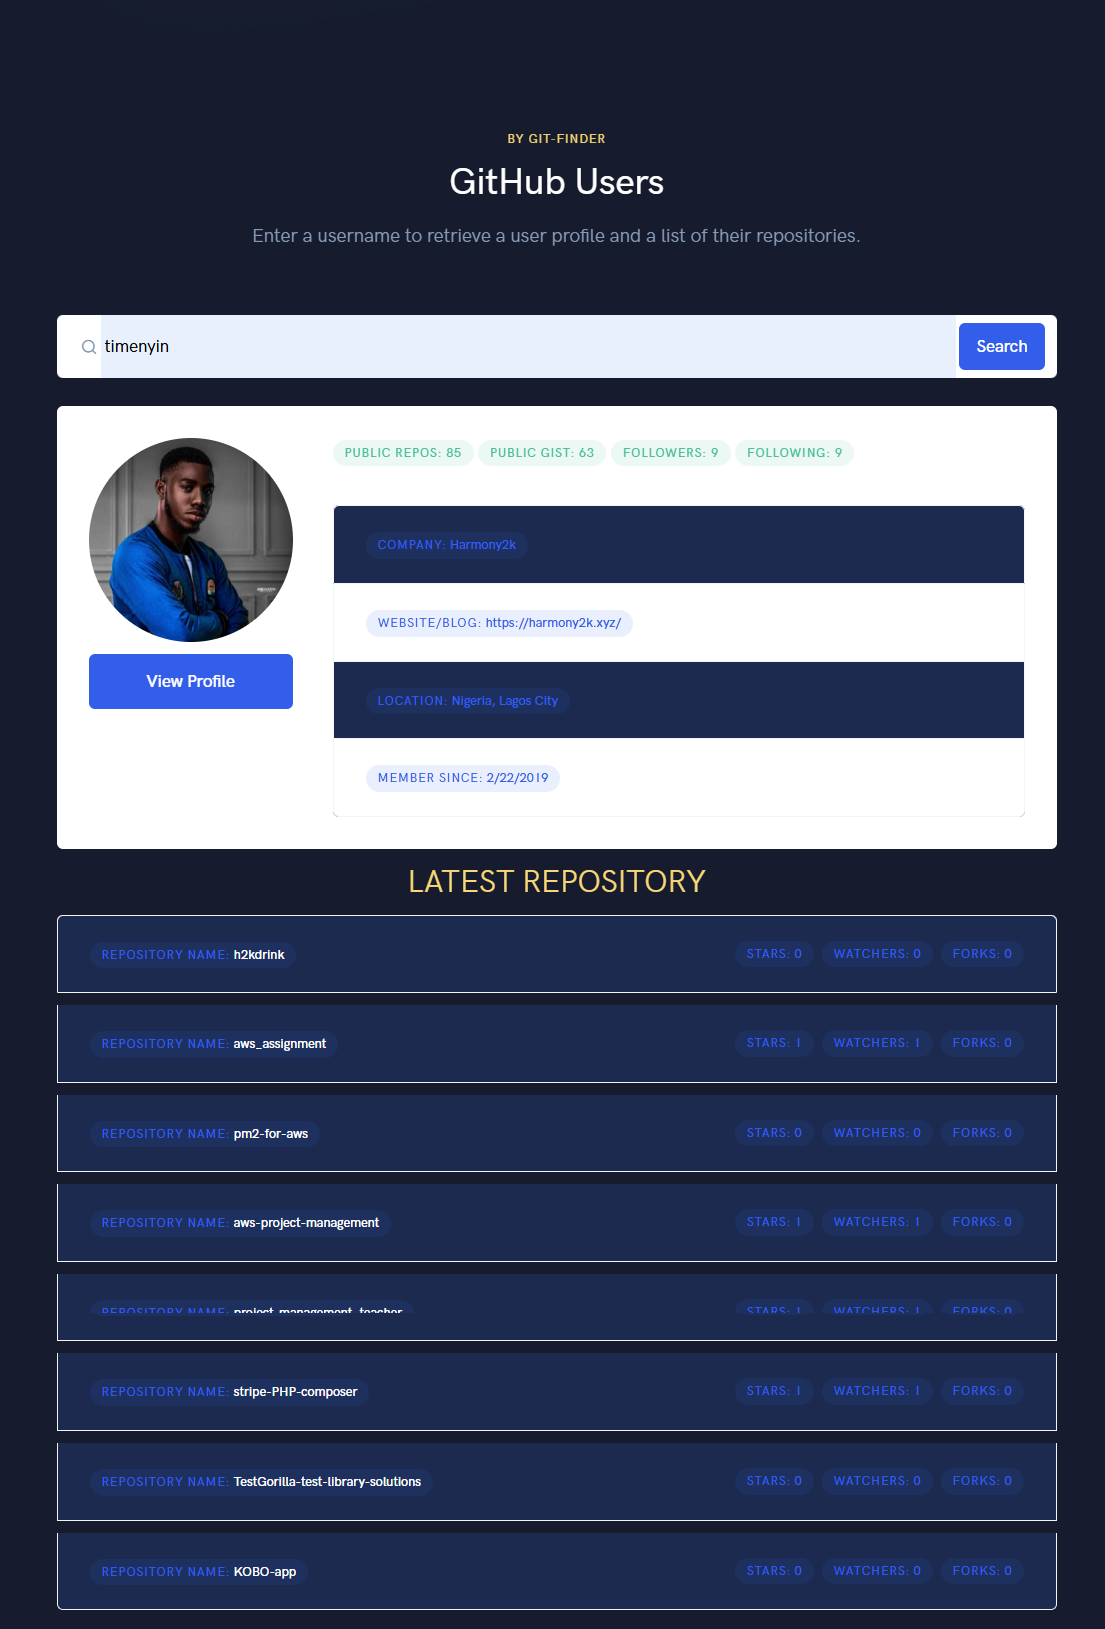 BY GIT-FINDER
GitHub Users
Enter a username to retrieve a user profile and a list of their repositories.
timenyin
Search
PUBLIC REPOS: 85 PUBLIC GIST: 63 FOLLOWERS: 9 FOLLOWING: 9
COMPANY: Harmony2k
WEBSITE/BLOG: https://harmony2k.xyz/
View Profile
LOCATION: Nigeria, Lagos City
MEMBER SINCE: 2/22/2019
LATEST REPOSITORY
REPOSITORY NAME: h2kdrink STARS: 0 WATCHERS: 0 FORKS: 0
REPOSITORY NAME: aws_assignment STARS: 1 WATCHERS: 1 FORKS: 0
REPOSITORY NAME: pm2-for-aws STARS: 0 WATCHERS: 0 FORKS: 0
REPOSITORY NAME: aws-project-management STARS: 1 WATCHERS: 1 FORKS: 0
REPOSITORY NAME: project_management_teacher STARS: 1 WATCHERS: 1 FORKS: 0
REPOSITORY NAME: stripe-PHP-composer STARS: 1 WATCHERS: 1 FORKS: 0
REPOSITORY NAME: TestGorilla-test-library-solutions STARS: 0 WATCHERS: 0 FORKS: 0
REPOSITORY NAME: KOBO-app STARS: 0 WATCHERS: 0 FORKS: 0